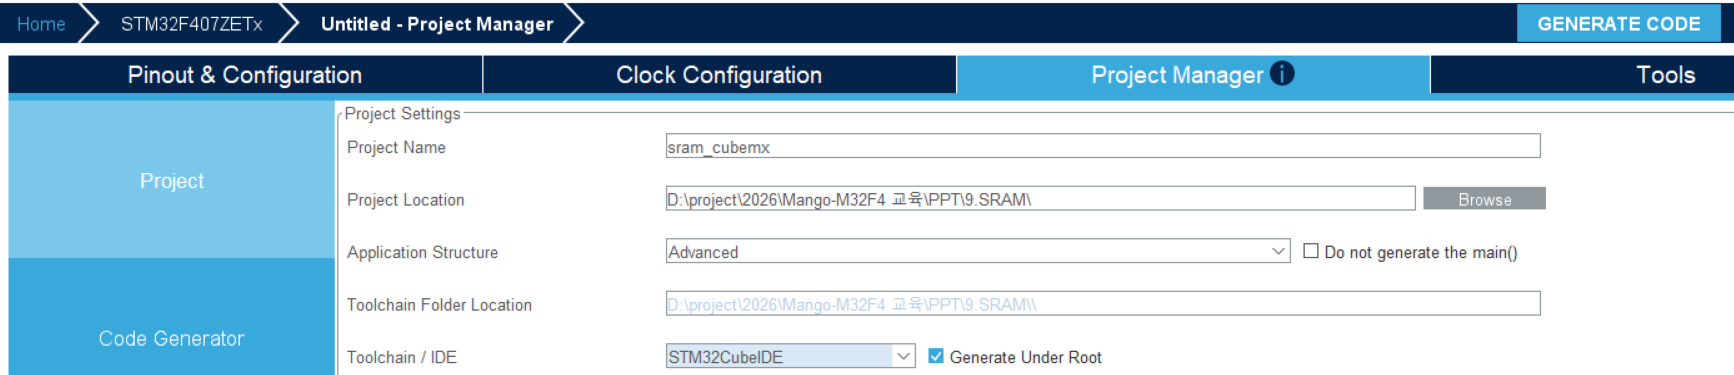 Home STM32F407ZETx Untitled - Project Manager GENERATE CODE
Pinout & Configuration Clock Configuration Project Manager Tools
Project
Code Generator
Project Settings
Project Name sram_cubemx
Project Location D:\project\2026\Mango-M32F4 교육\PPT\9.SRAM\ Browse
Application Structure Advanced Do not generate the main()
Toolchain Folder Location D:\project\2026\Mango-M32F4 교육\PPT\9.SRAM\\
Toolchain / IDE STM32CubeIDE Generate Under Root